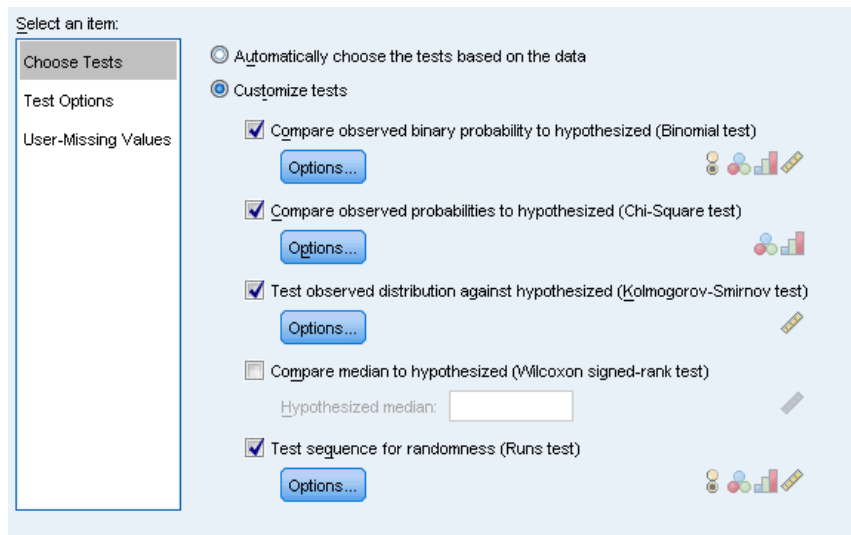 Select an item:
Choose Tests
Test Options
User-Missing Values
Automatically choose the tests based on the data
Customize tests
Compare observed binary probability to hypothesized (Binomial test)
Options...
Compare observed probabilities to hypothesized (Chi-Square test)
Options...
Test observed distribution against hypothesized (Kolmogorov-Smirnov test)
Options...
Compare median to hypothesized (Wilcoxon signed-rank test)
Hypothesized median:
Test sequence for randomness (Runs test)
Options...